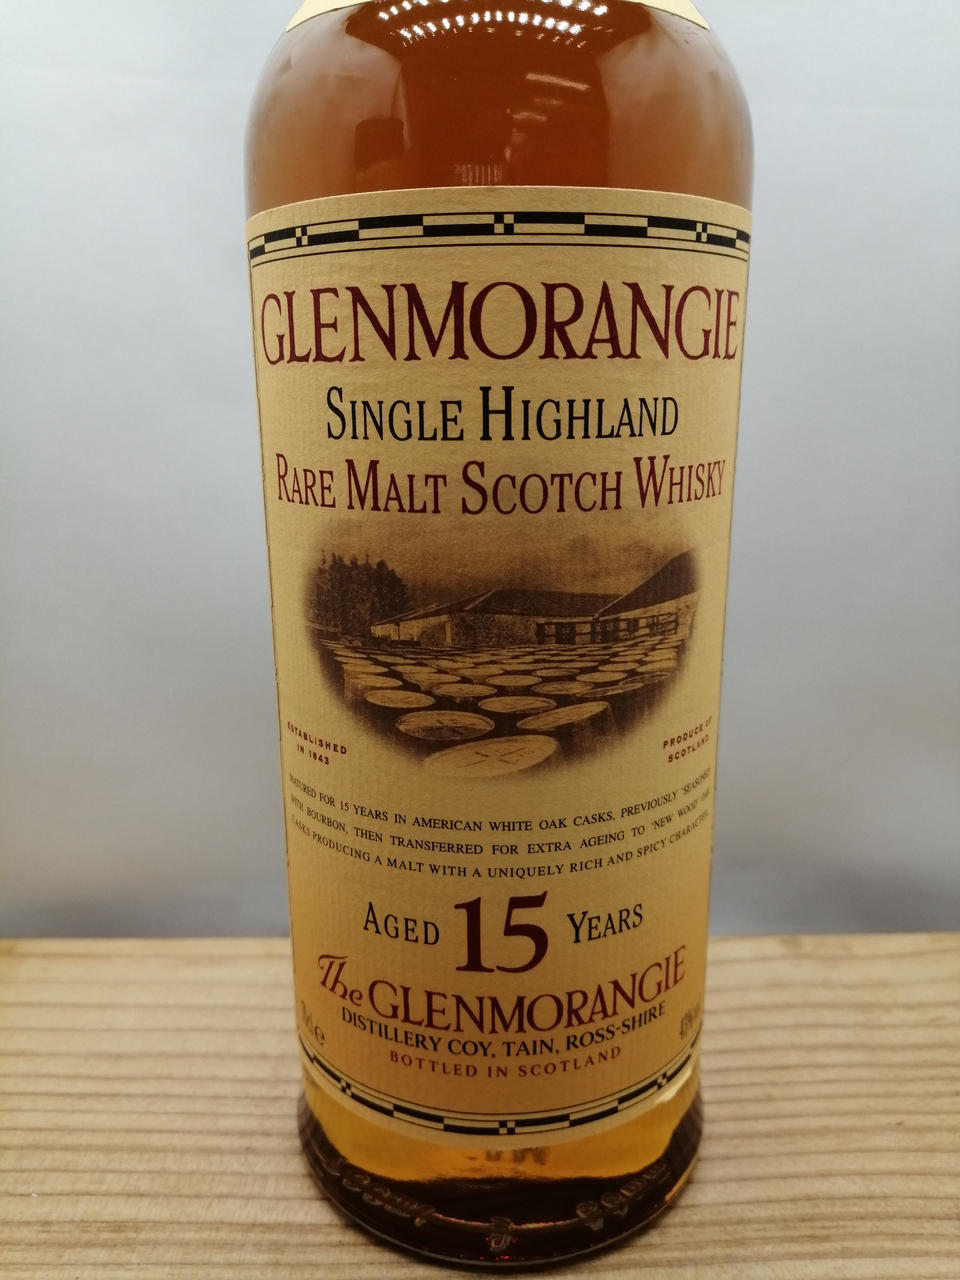 GLENMORANGIE
SINGLE HIGHLAND
RARE MALT SCOTCH WHISKY
ESTABLISHED
IN 1843
PRODUCE OF
SCOTLAND
MATURED FOR 15 YEARS IN AMERICAN WHITE OAK CASKS, PREVIOUSLY 'SEASONED'
WITH BOURBON, THEN TRANSFERRED FOR EXTRA AGEING TO 'NEW WOOD' OAK
CASKS PRODUCING A MALT WITH A UNIQUELY RICH AND SPICY CHARACTER.
AGED 15 YEARS
The GLENMORANGIE
DISTILLERY COY, TAIN, ROSS-SHIRE
BOTTLED IN SCOTLAND